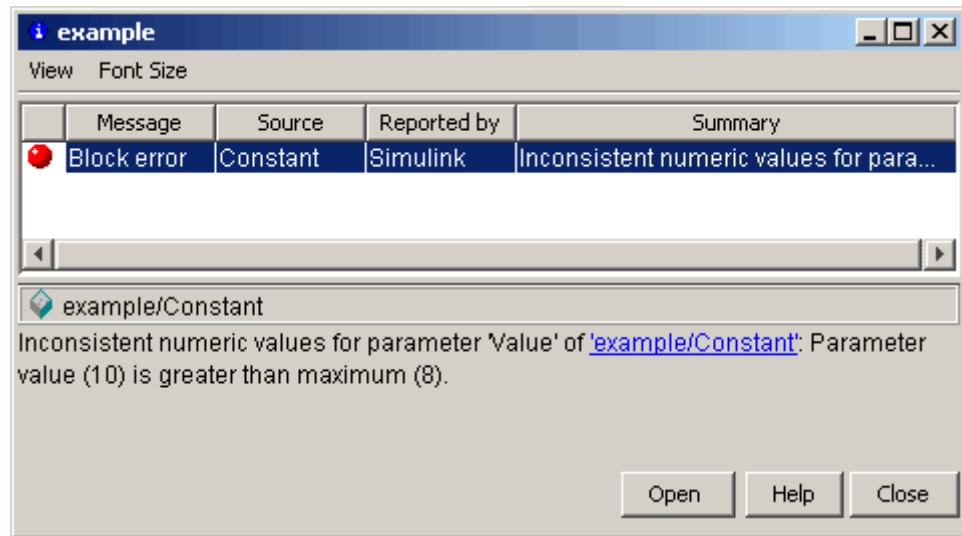 example
View Font Size
Message Source Reported by Summary
Block error Constant Simulink Inconsistent numeric values for para...
example/Constant
Inconsistent numeric values for parameter 'Value' of 'example/Constant': Parameter
value (10) is greater than maximum (8).
Open Help Close